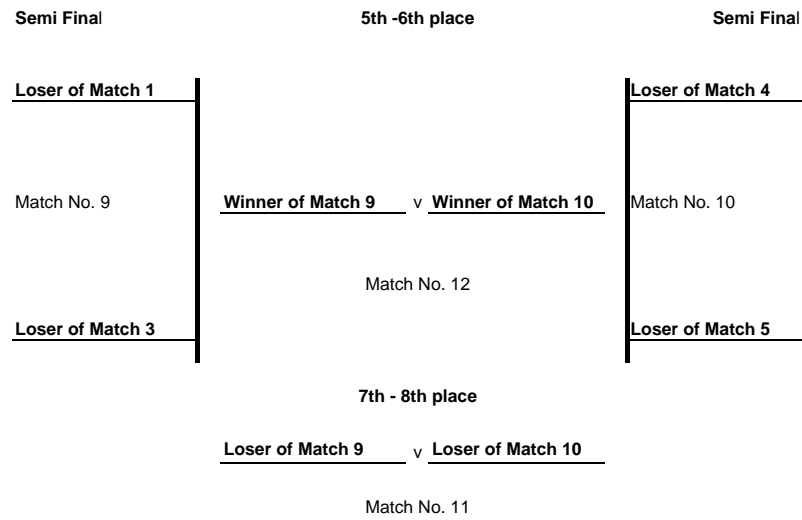 Semi Final 5th -6th place Semi Final
Loser of Match 1 Loser of Match 4
Match No. 9 Winner of Match 9 v Winner of Match 10 Match No. 10
Match No. 12
Loser of Match 3 Loser of Match 5
7th - 8th place
Loser of Match 9 v Loser of Match 10
Match No. 11